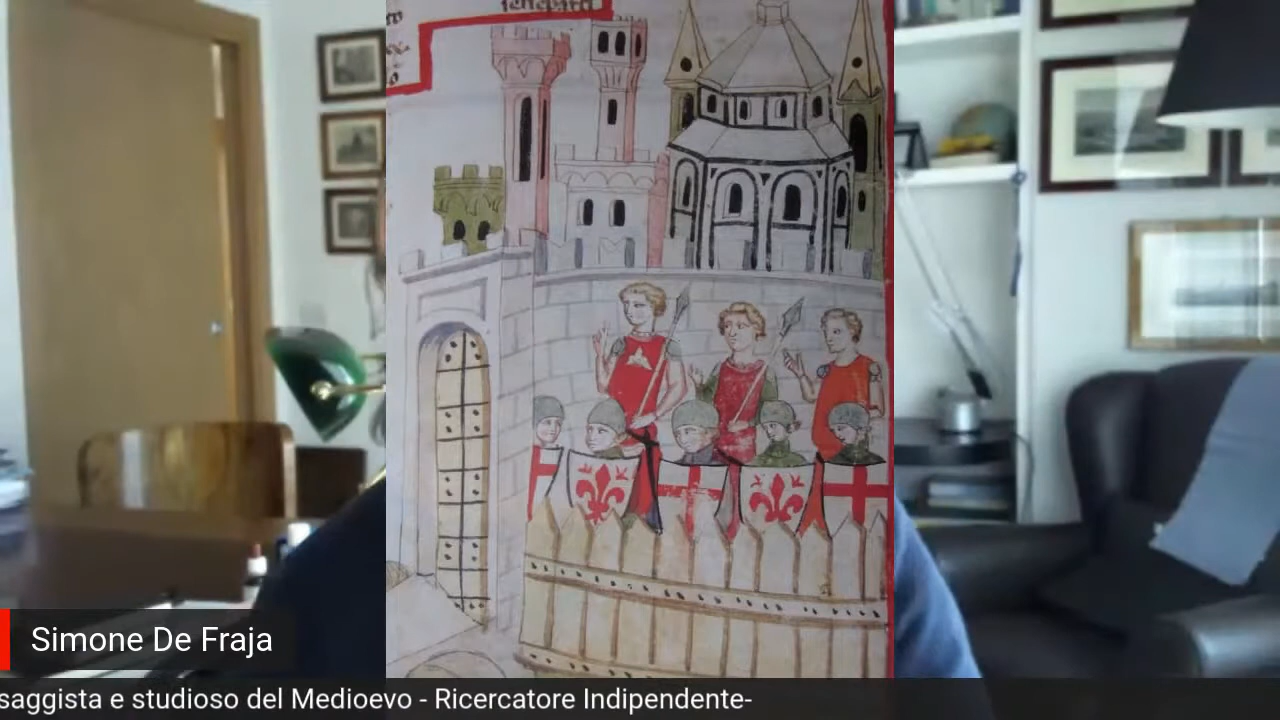 Simone De Fraja
saggista e studioso del Medioevo - Ricercatore Indipendente-